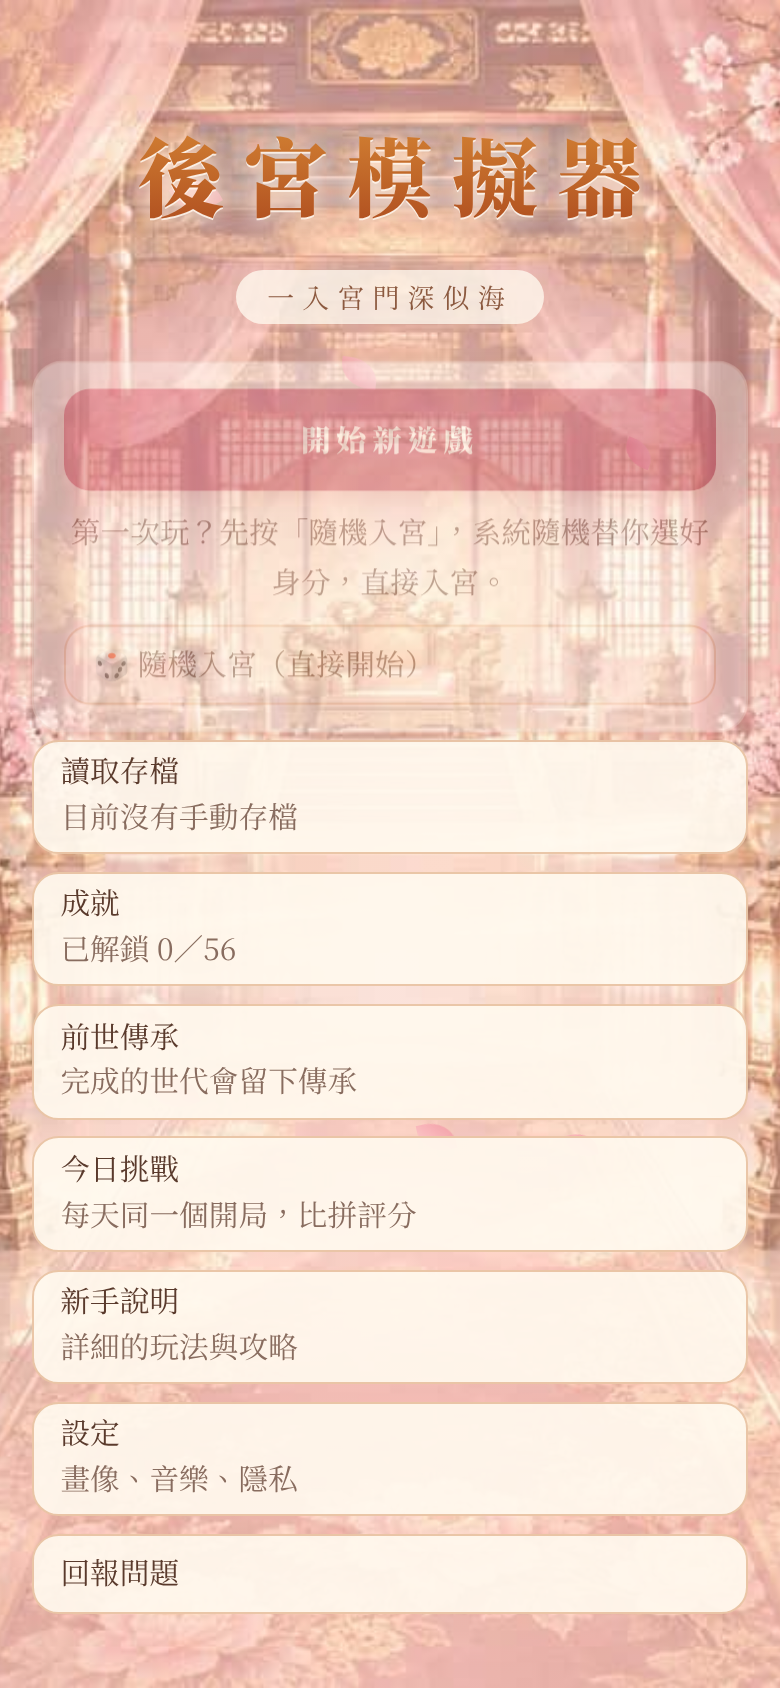 後宮模擬器
一入宮門深似海
開始新遊戲
第一次玩？先按「隨機入宮」，系統隨機替你選好
身分，直接入宮。
🎲 隨機入宮（直接開始）
讀取存檔
目前沒有手動存檔
成就
已解鎖 0／56
前世傳承
完成的世代會留下傳承
今日挑戰
每天同一個開局，比拼評分
新手說明
詳細的玩法與攻略
設定
畫像、音樂、隱私
回報問題